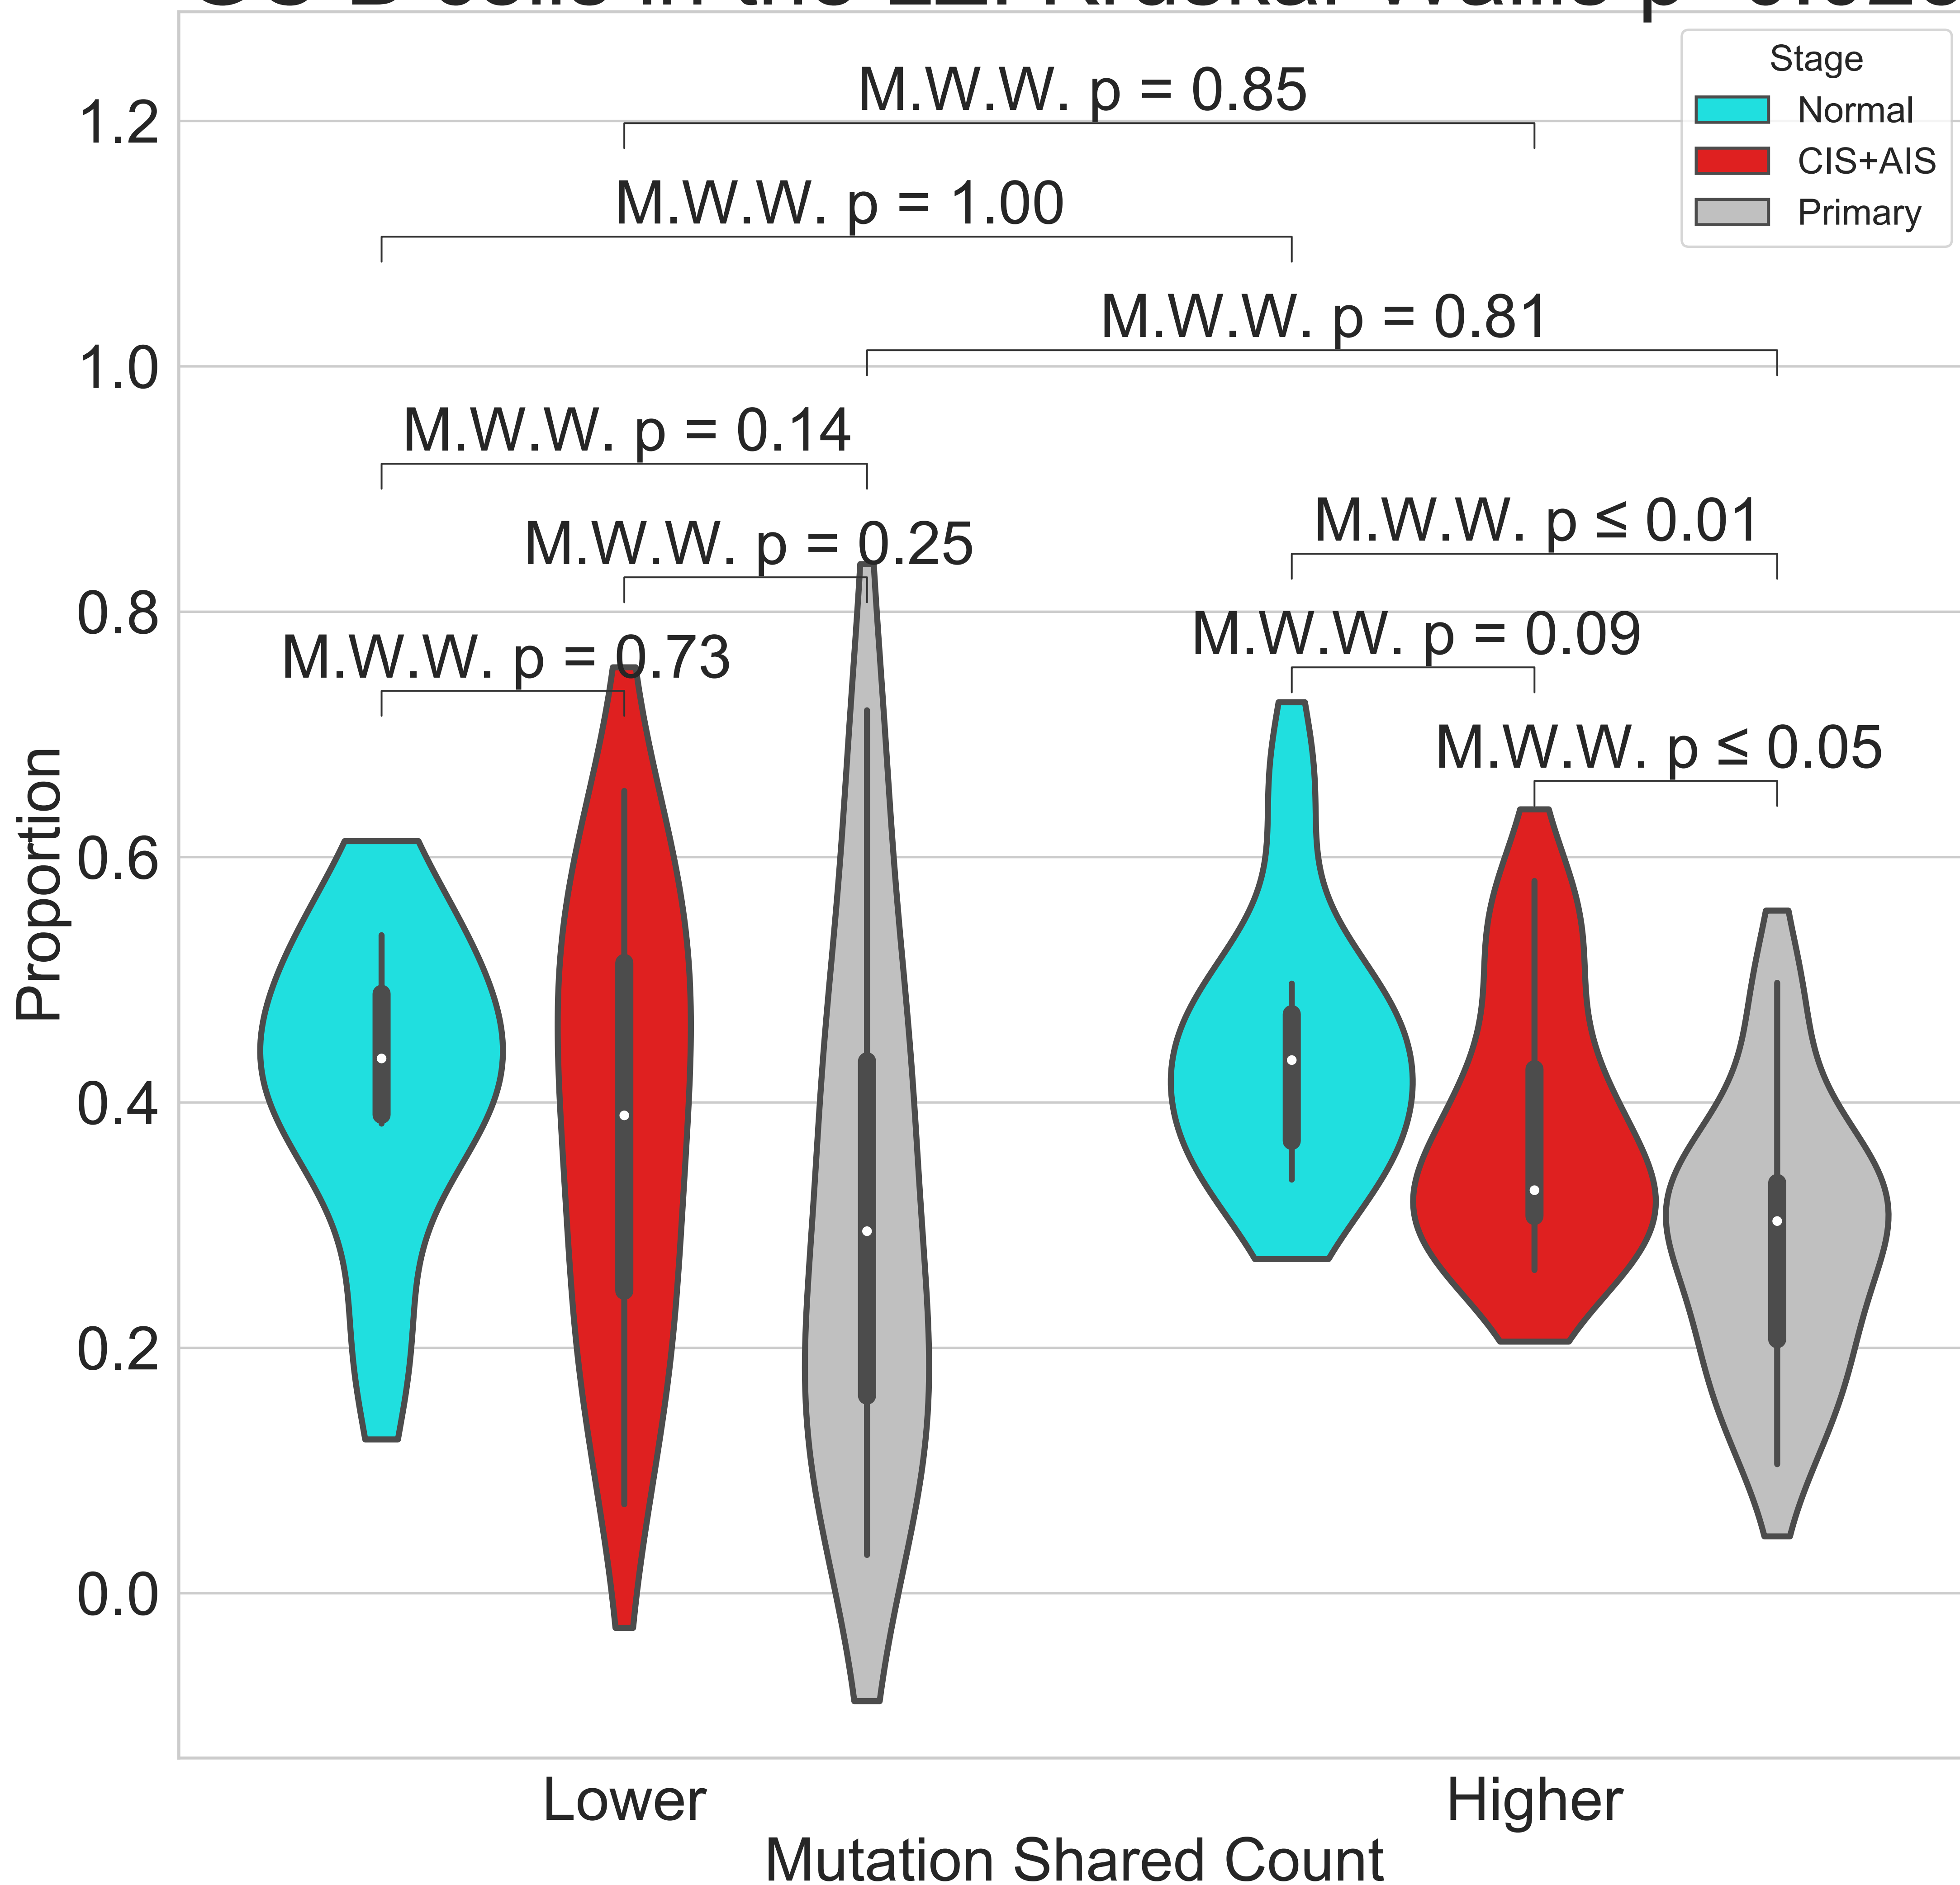 Stage
Normal
CIS+AIS
Primary
M.W.W. p = 0.85
M.W.W. p = 1.00
M.W.W. p = 0.81
M.W.W. p = 0.14
M.W.W. p ≤ 0.01
M.W.W. p = 0.25
M.W.W. p = 0.09
M.W.W. p = 0.73
M.W.W. p ≤ 0.05
1.2
1.0
0.8
0.6
0.4
0.2
0.0
Proportion
Lower
Higher
Mutation Shared Count